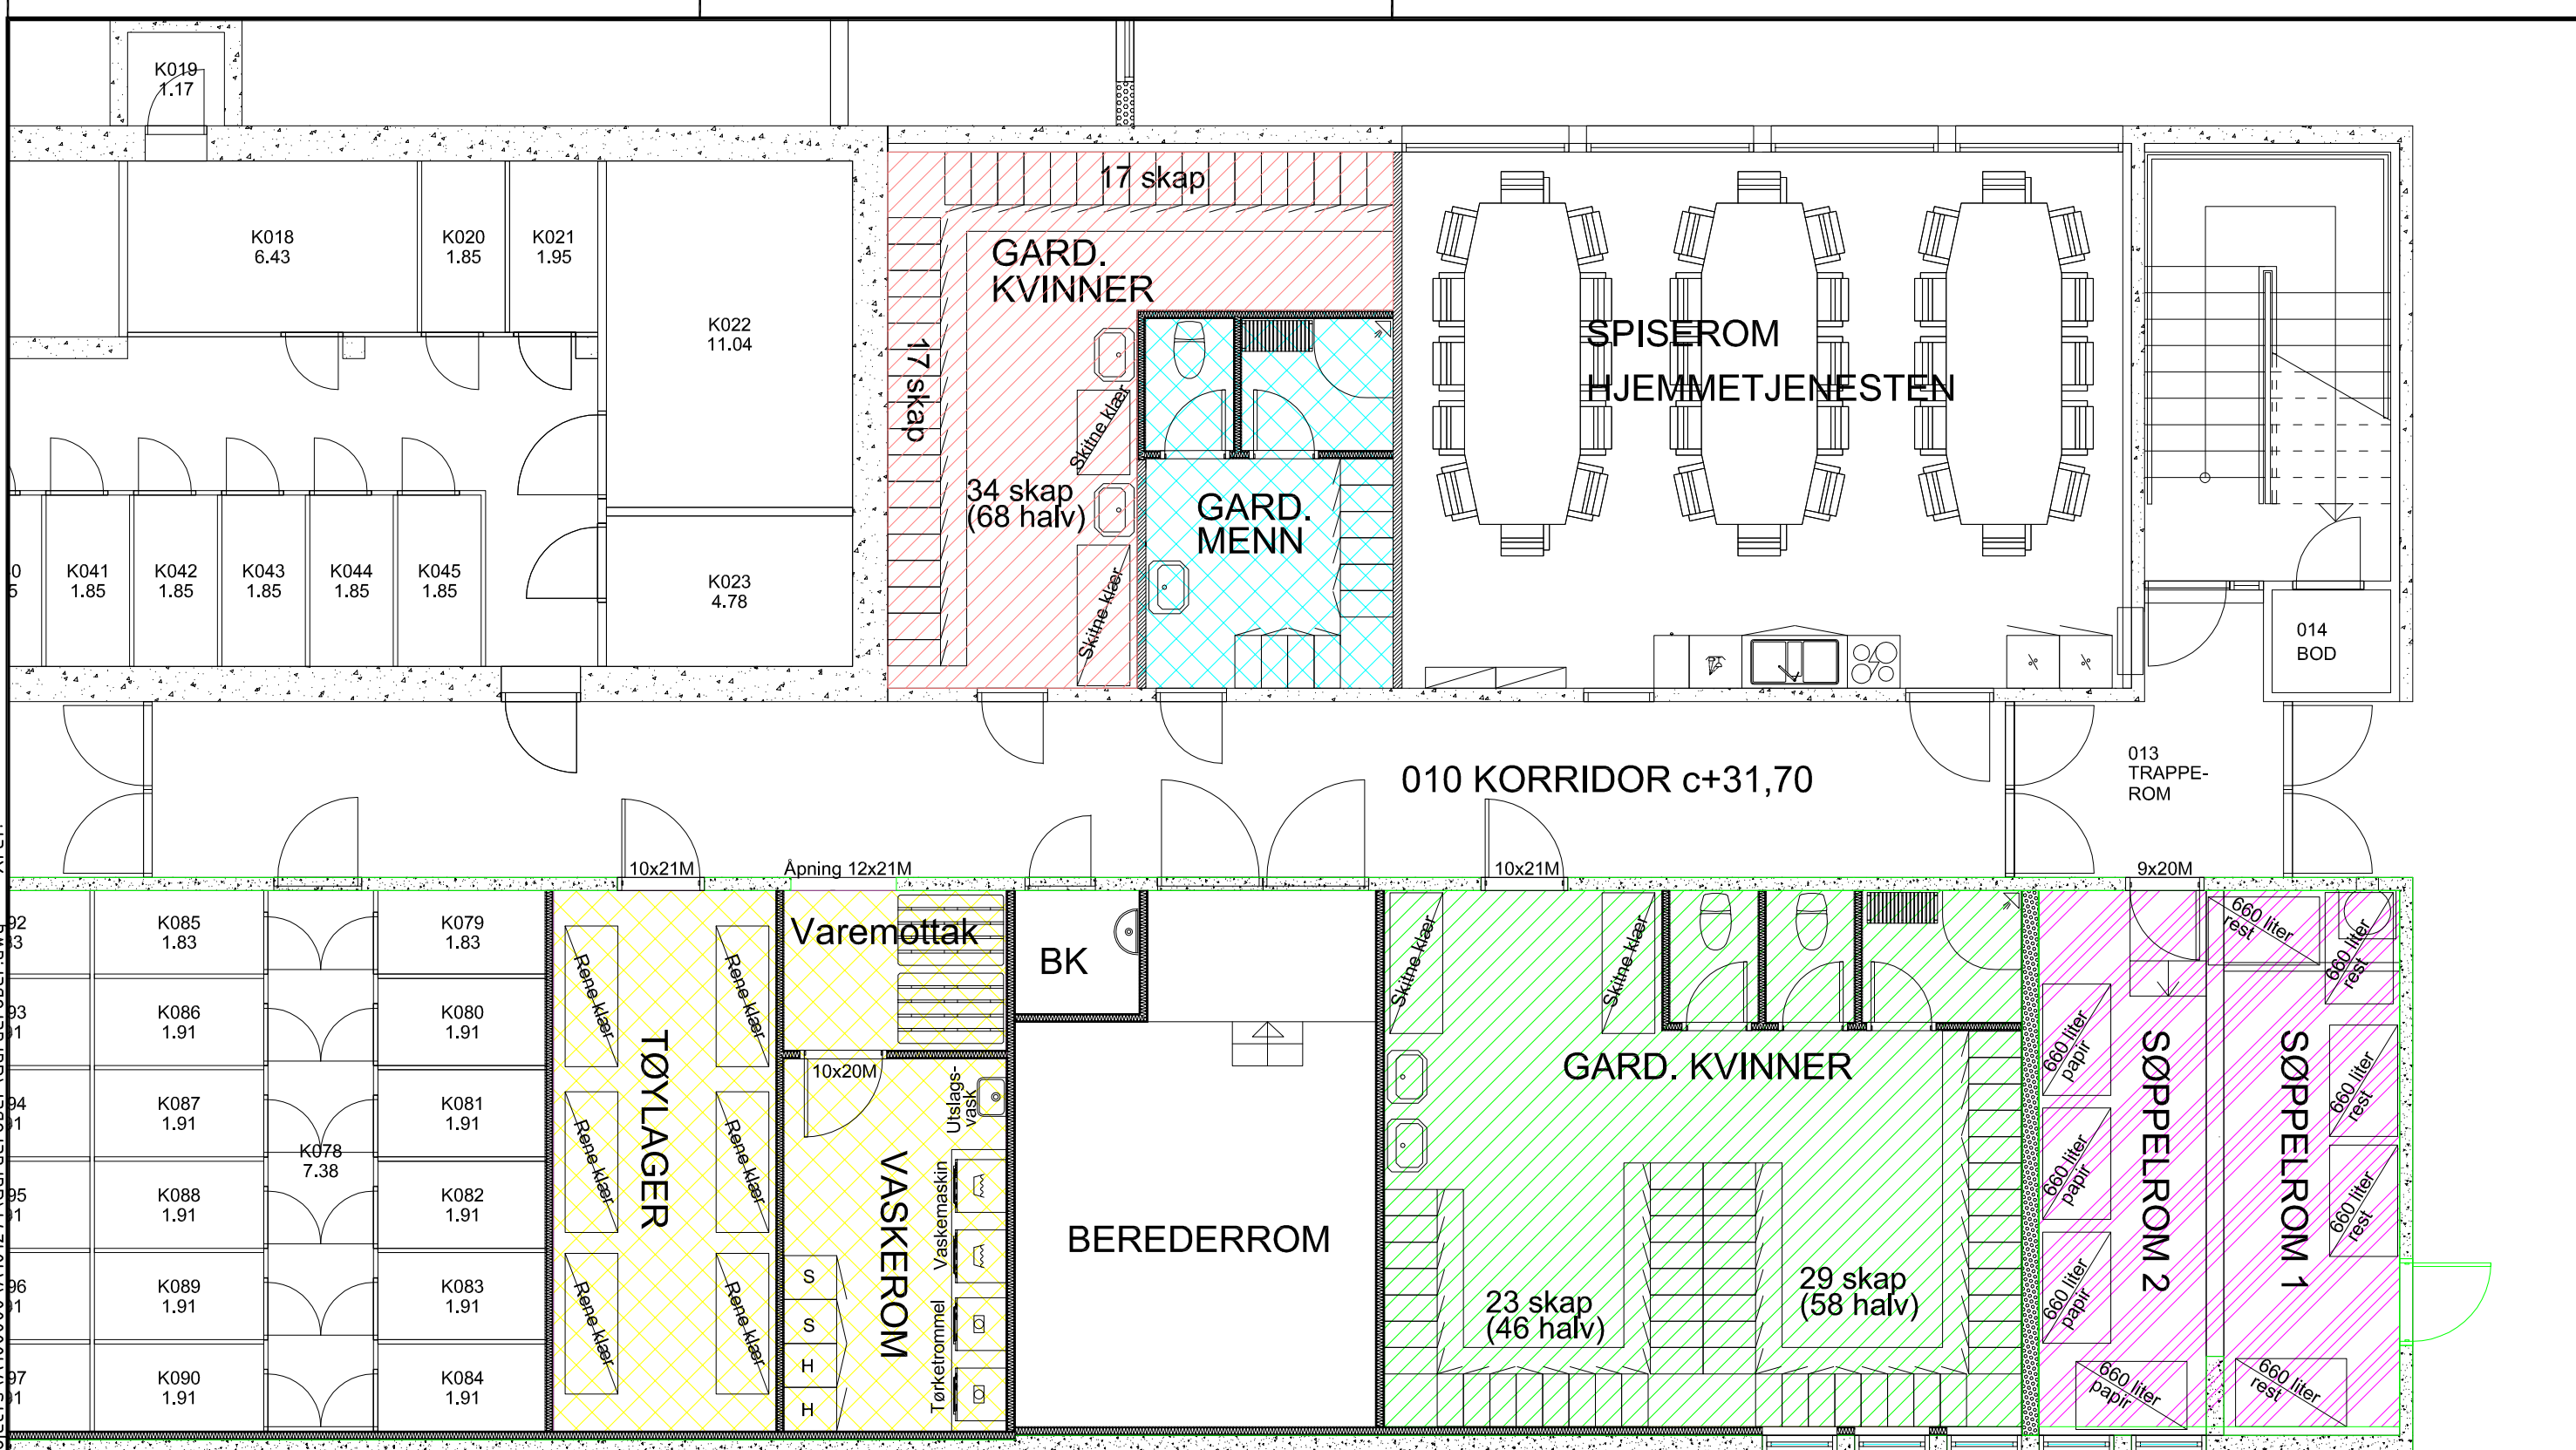 K019
1.17
K018
6.43
K020
1.85
K021
1.95
K022
11.04
K023
4.78
K041
1.85
K042
1.85
K043
1.85
K044
1.85
K045
1.85
17 skap
GARD.
KVINNER
17 skap
Skitne klær
34 skap
(68 halv)
Skitne klær
GARD.
MENN
SPISEROM
HJEMMETJENESTEN
014
BOD
013
TRAPPE-
ROM
010 KORRIDOR c+31,70
10x21M
Åpning 12x21M
10x21M
9x20M
K085
1.83
K079
1.83
K086
1.91
K080
1.91
K087
1.91
K081
1.91
K078
7.38
K088
1.91
K082
1.91
K089
1.91
K083
1.91
K090
1.91
K084
1.91
Rene klær
Rene klær
Rene klær
Rene klær
Rene klær
Rene klær
TØYLAGER
Varemottak
10x20M
Utslags-
vask
VASKEROM
Vaskemaskin
Tørketrommel
S
S
H
H
BK
BEREDERROM
Skitne klær
Skitne klær
GARD. KVINNER
23 skap
(46 halv)
29 skap
(58 halv)
660 liter
rest
660 liter
rest
660 liter
papir
660 liter
rest
660 liter
papir
660 liter
rest
660 liter
papir
660 liter
papir
660 liter
rest
SØPPELROM 2
SØPPELROM 1